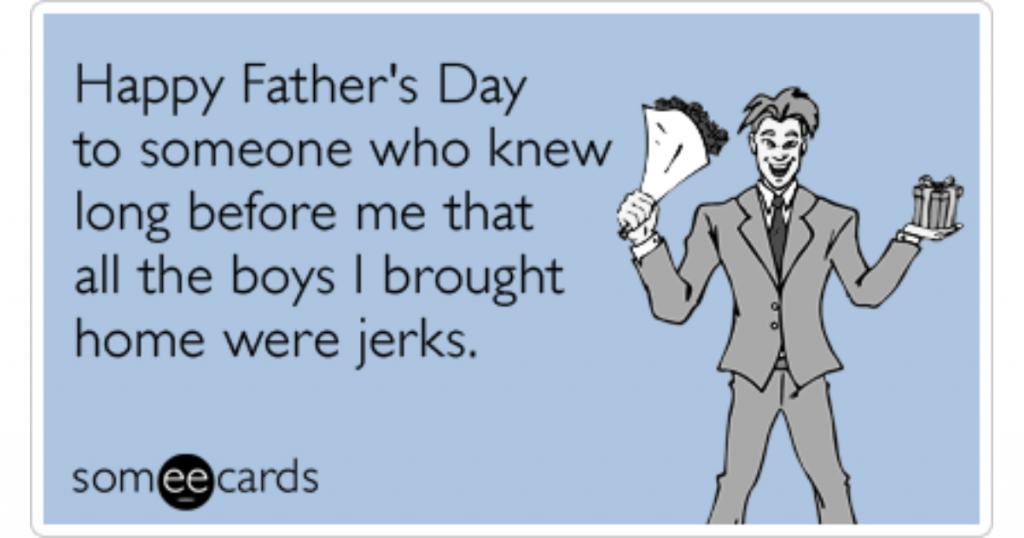 Happy Father's Day
to someone who knew
long before me that
all the boys I brought
home were jerks.
someecards